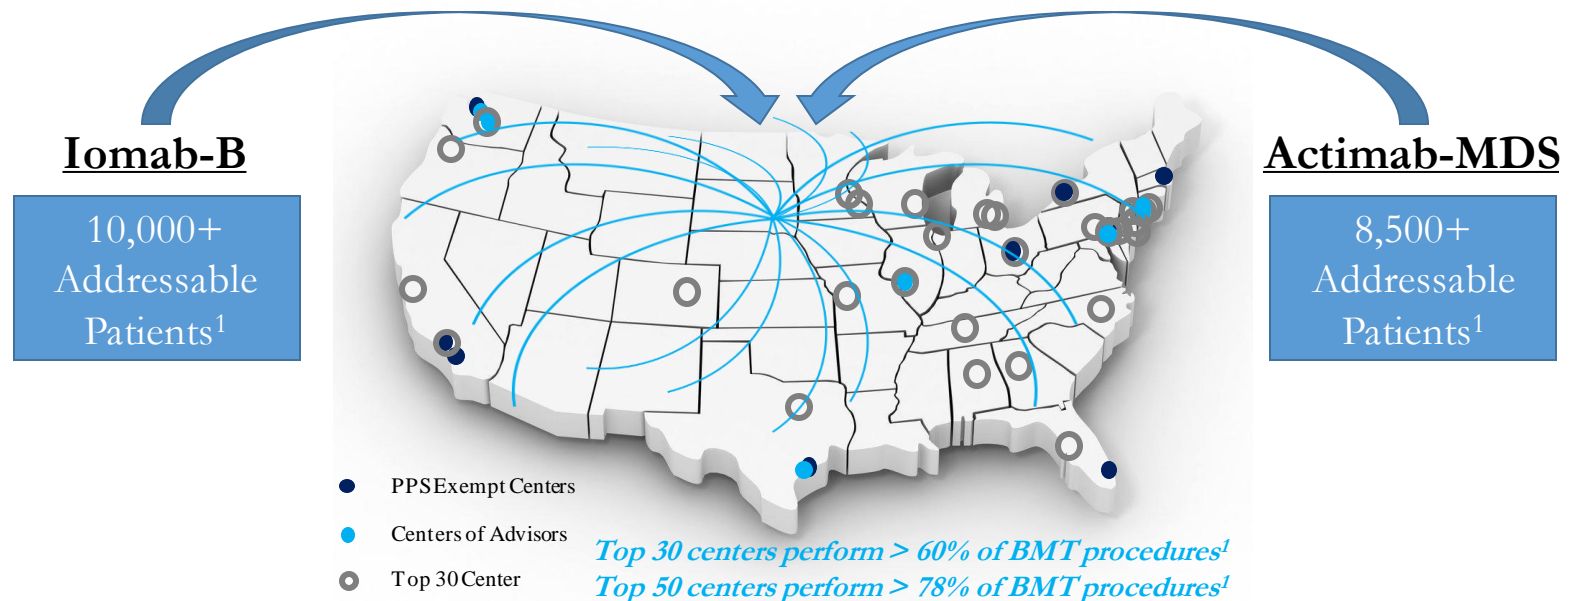 Iomab-B
10,000+
Addressable
Patients1
Actimab-MDS
8,500+
Addressable
Patients1
PPS Exempt Centers
Centers of Advisors
Top 30 Center
Top 30 centers perform > 60% of BMT procedures1
Top 50 centers perform > 78% of BMT procedures1